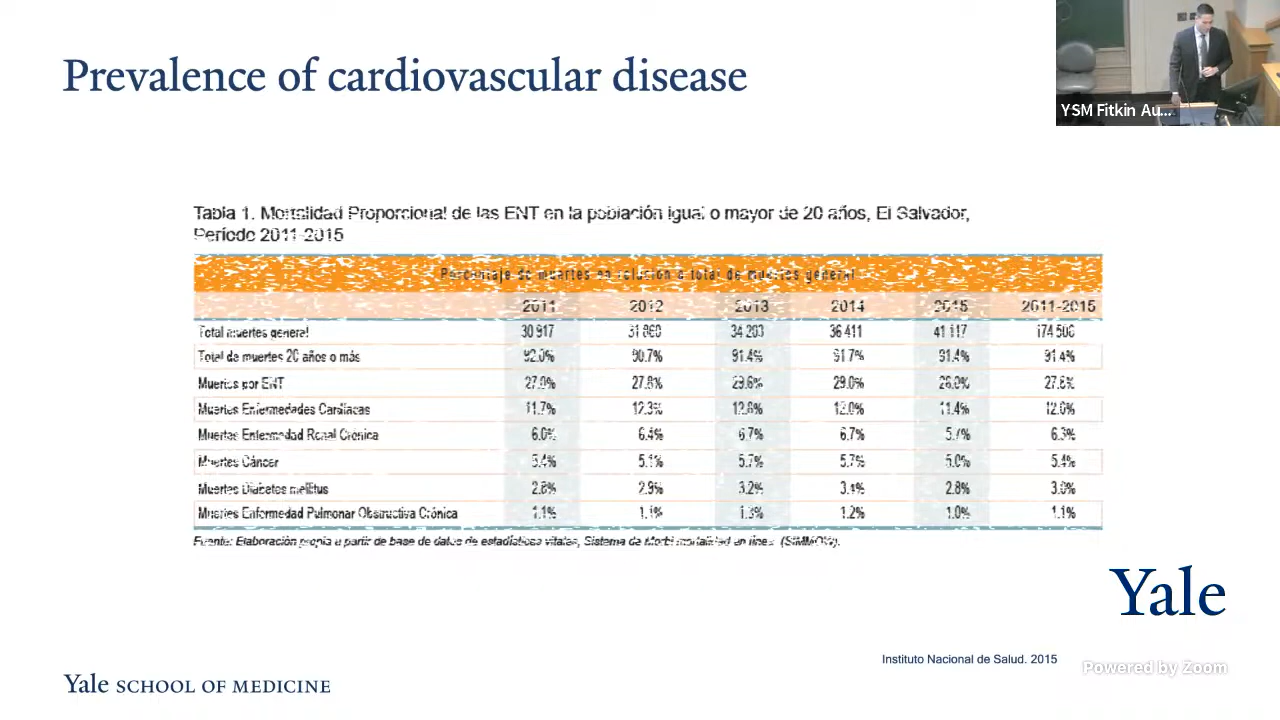 Prevalence of cardiovascular disease
YSM Fitkin Au...
Tabla 1. Mortalidad Proporcional de las ENT en la población igual o mayor de 20 años, El Salvador,
Período 2011-2015
Porcentaje de muertes en relación a total de muertes general
2011 2012 2013 2014 2015 2011-2015
Total muertes general 30 917 31 860 34 203 36 411 41 117 174 508
Total de muertes 20 años o más 92.0% 90.7% 91.4% 91.7% 91.4% 91.4%
Muertes por ENT 27.0% 27.8% 29.6% 29.0% 26.0% 27.8%
Muertes Enfermedades Cardíacas 11.7% 12.3% 12.8% 12.0% 11.4% 12.0%
Muertes Enfermedad Renal Crónica 6.0% 6.4% 6.7% 6.7% 5.7% 6.3%
Muertes Cáncer 5.4% 5.1% 5.7% 5.7% 5.0% 5.4%
Muertes Diabetes mellitus 2.8% 2.9% 3.2% 3.1% 2.8% 3.0%
Muertes Enfermedad Pulmonar Obstructiva Crónica 1.1% 1.1% 1.3% 1.2% 1.0% 1.1%
Fuente: Elaboración propia a partir de base de datos de estadísticas vitales, Sistema de Morbi mortalidad en línea (SIMMOW).
Yale
Instituto Nacional de Salud. 2015
Powered by Zoom
Yale SCHOOL OF MEDICINE